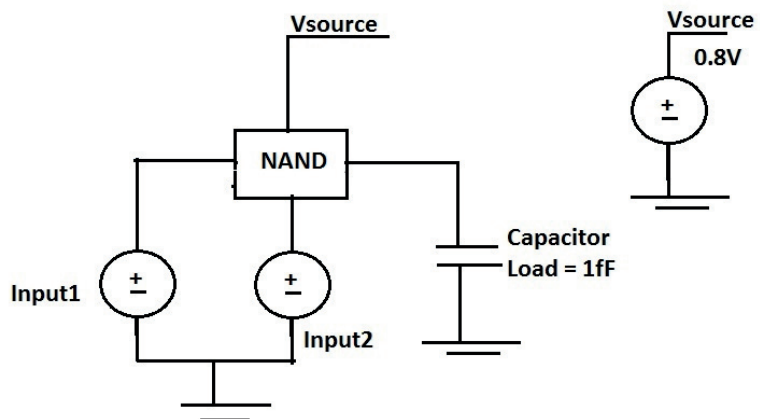 Vsource
Vsource
0.8V
+
NAND
Capacitor
Load = 1fF
+
Input1
+
Input2